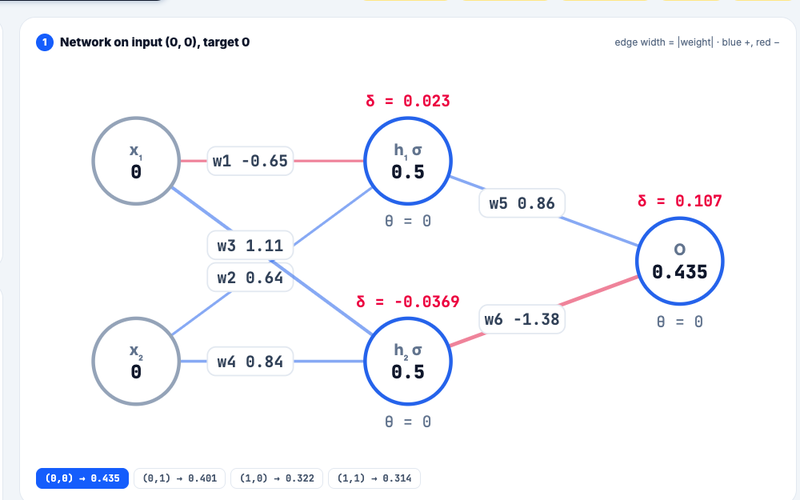 1 Network on input (0, 0), target 0
edge width = |weight| · blue +, red −
δ = 0.023
x₁
0
w1 -0.65
h₁ σ
0.5
θ = 0
w5 0.86
δ = 0.107
w3 1.11
w2 0.64
O
0.435
θ = 0
δ = -0.0369
w6 -1.38
x₂
0
w4 0.84
h₂ σ
0.5
θ = 0
(0,0) → 0.435
(0,1) → 0.401
(1,0) → 0.322
(1,1) → 0.314